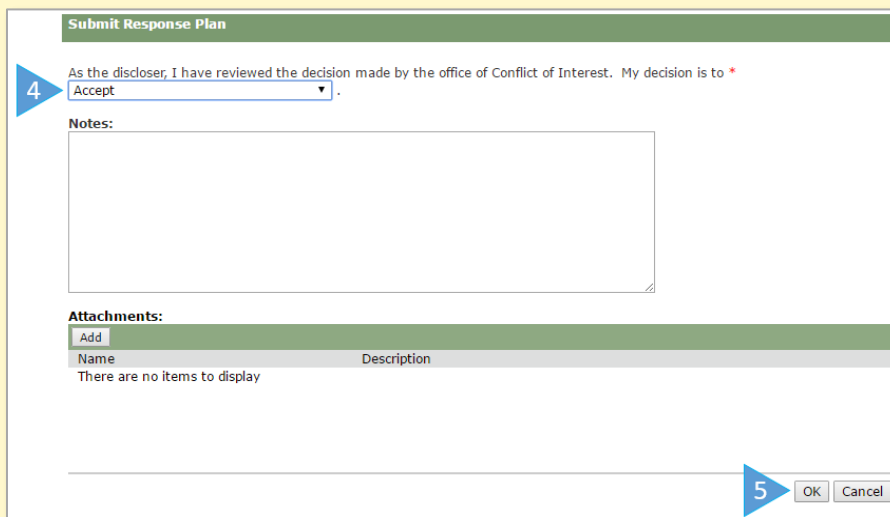 Submit Response Plan
As the discloser, I have reviewed the decision made by the office of Conflict of Interest. My decision is to *
4
Accept .
Notes:
Attachments:
Add
Name Description
There are no items to display
5
OK Cancel